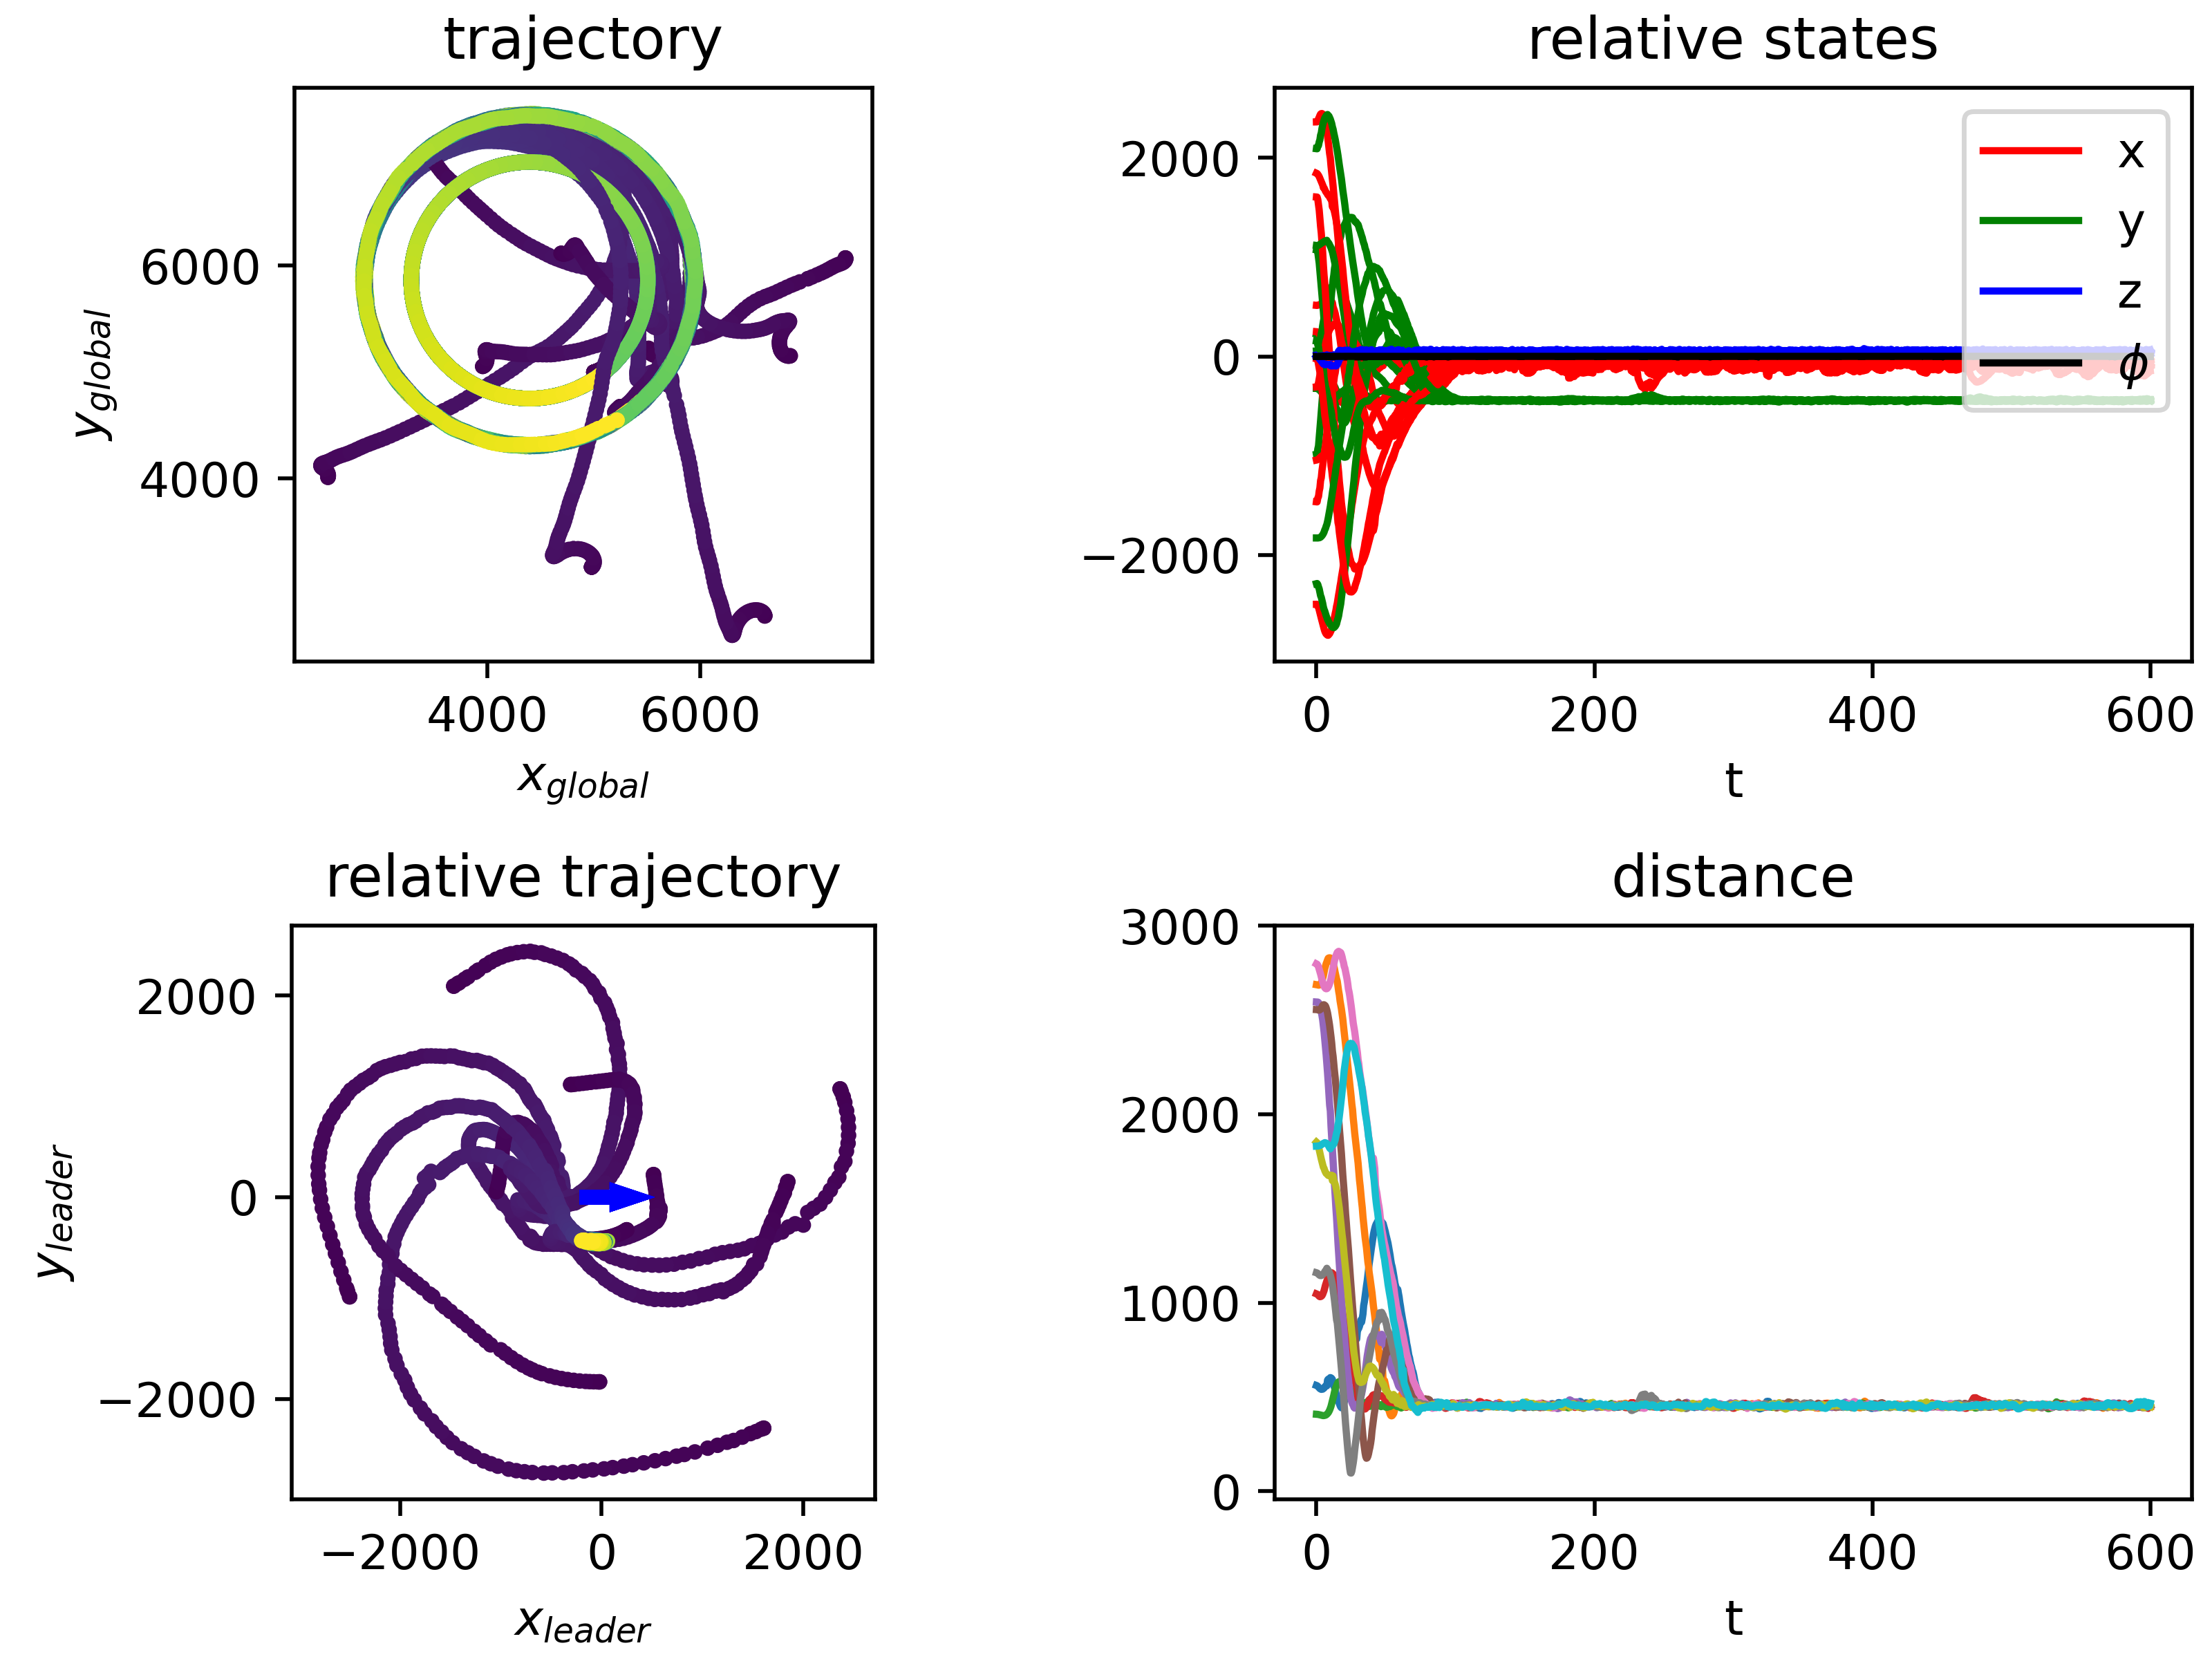 trajectory
6000
4000
4000 6000
x_global
y_global
relative states
2000
0
−2000
0 200 400 600
t
x
y
z
ϕ
relative trajectory
2000
0
−2000
−2000 0 2000
x_leader
y_leader
distance
3000
2000
1000
0
0 200 400 600
t